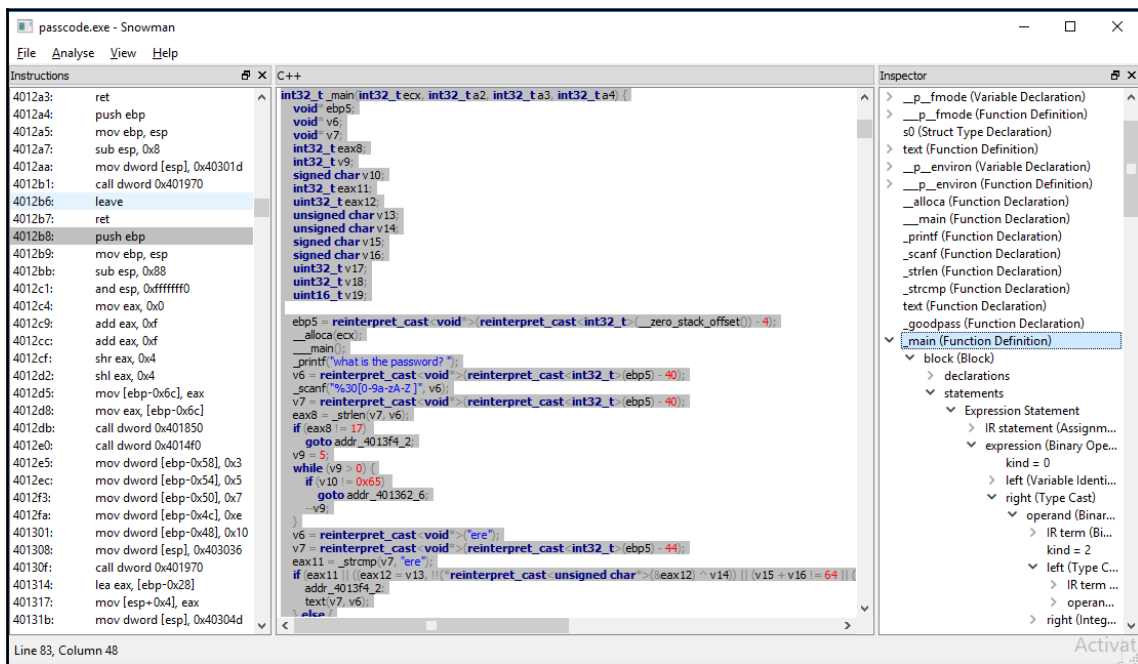 passcode.exe - Snowman
File Analyse View Help
Instructions
4012a3: ret
4012a4: push ebp
4012a5: mov ebp, esp
4012a7: sub esp, 0x8
4012aa: mov dword [esp], 0x40301d
4012b1: call dword 0x401970
4012b6: leave
4012b7: ret
4012b8: push ebp
4012b9: mov ebp, esp
4012bb: sub esp, 0x88
4012c1: and esp, 0xfffffff0
4012c4: mov eax, 0x0
4012c9: add eax, 0xf
4012cc: add eax, 0xf
4012cf: shr eax, 0x4
4012d2: shl eax, 0x4
4012d5: mov [ebp-0x6c], eax
4012d8: mov eax, [ebp-0x6c]
4012db: call dword 0x401850
4012e0: call dword 0x4014f0
4012e5: mov dword [ebp-0x58], 0x3
4012ec: mov dword [ebp-0x54], 0x5
4012f3: mov dword [ebp-0x50], 0x7
4012fa: mov dword [ebp-0x4c], 0xe
401301: mov dword [ebp-0x48], 0x10
401308: mov dword [esp], 0x403036
40130f: call dword 0x401970
401314: lea eax, [ebp-0x28]
401317: mov [esp+0x4], eax
40131b: mov dword [esp], 0x40304d
C++
int32_t _main(int32_t ecx, int32_t a2, int32_t a3, int32_t a4) {
void* ebp5;
void* v6;
void* v7;
int32_t eax8;
int32_t v9;
signed char v10;
int32_t eax11;
uint32_t eax12;
unsigned char v13;
unsigned char v14;
signed char v15;
signed char v16;
uint32_t v17;
uint32_t v18;
uint16_t v19;
ebp5 = reinterpret_cast<void*>(reinterpret_cast<int32_t>(__zero_stack_offset()) - 4);
__alloca(ecx);
___main();
_printf("what is the password? ");
v6 = reinterpret_cast<void*>(reinterpret_cast<int32_t>(ebp5) - 40);
_scanf("%30[0-9a-zA-Z ]", v6);
v7 = reinterpret_cast<void*>(reinterpret_cast<int32_t>(ebp5) - 40);
eax8 = _strlen(v7, v6);
if (eax8 != 17)
goto addr_4013f4_2;
v9 = 5;
while (v9 > 0) {
if (v10 != 0x65)
goto addr_401362_6;
--v9;
}
v6 = reinterpret_cast<void*>("ere");
v7 = reinterpret_cast<void*>(reinterpret_cast<int32_t>(ebp5) - 44);
eax11 = _strcmp(v7, "ere");
if (eax11 || ((eax12 = v13, !!(*reinterpret_cast<unsigned char*>(&eax12) ^ v14)) || (v15 + v16 != 64 || (
addr_4013f4_2:
text(v7, v6);
} else {
Inspector
__p__fmode (Variable Declaration)
___p__fmode (Function Definition)
s0 (Struct Type Declaration)
text (Function Definition)
__p__environ (Variable Declaration)
___p__environ (Function Definition)
__alloca (Function Declaration)
___main (Function Declaration)
_printf (Function Declaration)
_scanf (Function Declaration)
_strlen (Function Declaration)
_strcmp (Function Declaration)
text (Function Declaration)
_goodpass (Function Declaration)
_main (Function Definition)
block (Block)
declarations
statements
Expression Statement
IR statement (Assignm...
expression (Binary Ope...
kind = 0
left (Variable Identi...
right (Type Cast)
operand (Binar...
IR term (Bi...
kind = 2
left (Type C...
IR term ...
operan...
right (Integ...
Line 83, Column 48
Activat